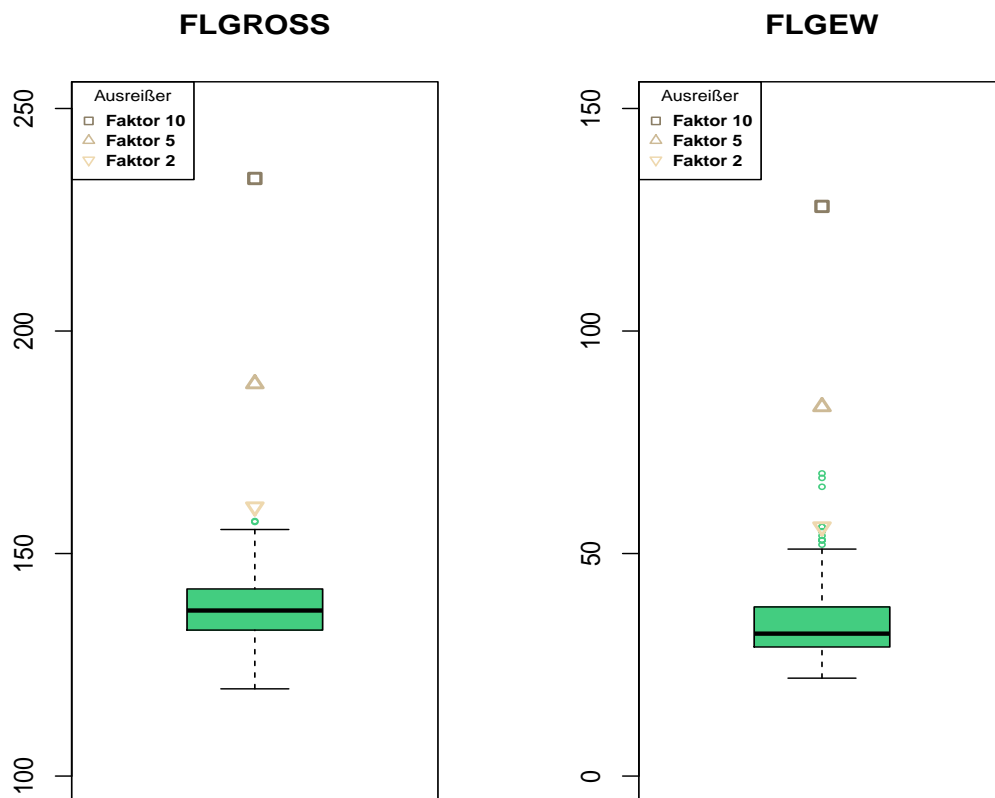 FLGROSS
Ausreißer
Faktor 10
Faktor 5
Faktor 2
250
200
150
100
FLGEW
Ausreißer
Faktor 10
Faktor 5
Faktor 2
150
100
50
0